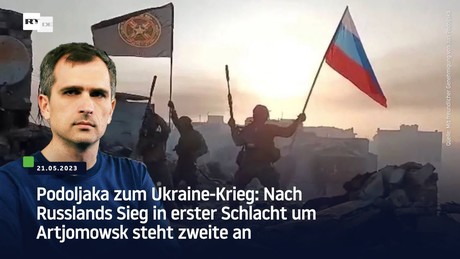 RT DE
21.05.2023
Podoljaka zum Ukraine-Krieg: Nach
Russlands Sieg in erster Schlacht um
Artjomowsk steht zweite an